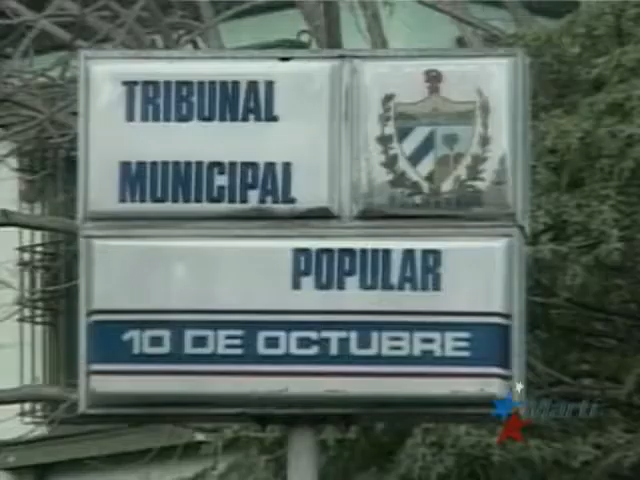 TRIBUNAL
MUNICIPAL
POPULAR
10 DE OCTUBRE
Martí